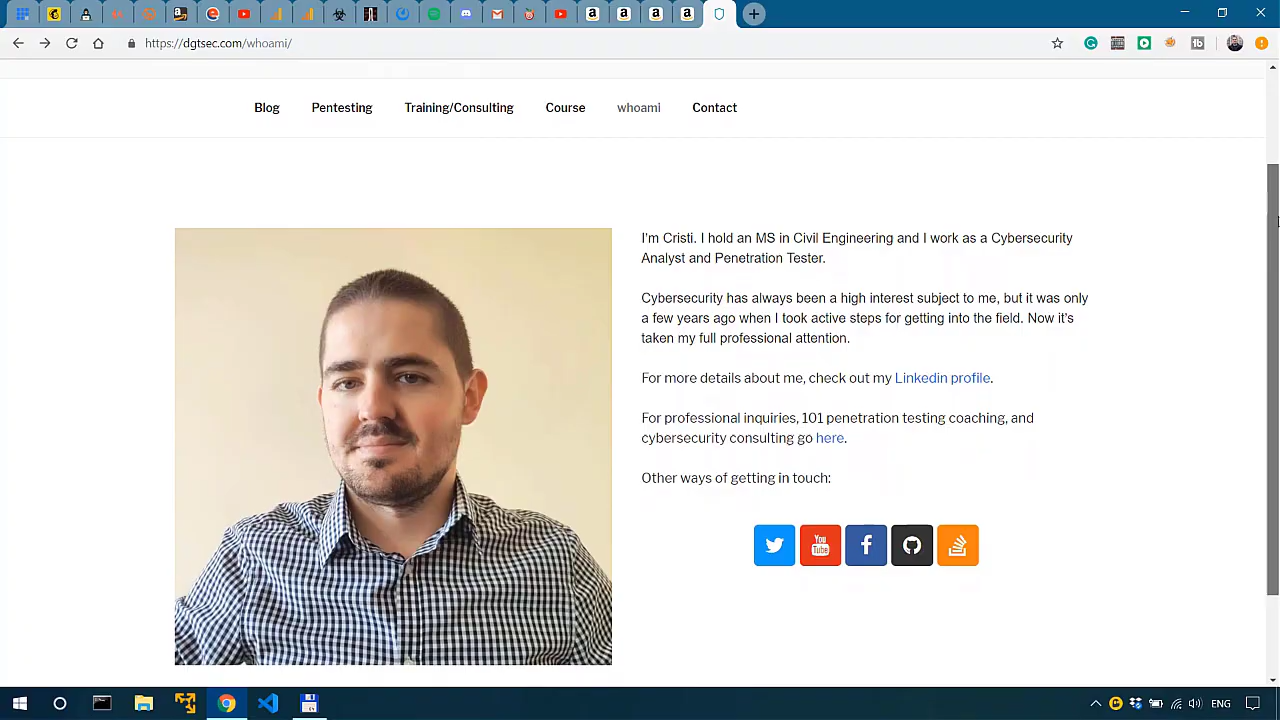 https://dgtsec.com/whoami/
Blog Pentesting Training/Consulting Course whoami Contact
I'm Cristi. I hold an MS in Civil Engineering and I work as a Cybersecurity
Analyst and Penetration Tester.
Cybersecurity has always been a high interest subject to me, but it was only
a few years ago when I took active steps for getting into the field. Now it's
taken my full professional attention.
For more details about me, check out my Linkedin profile.
For professional inquiries, 101 penetration testing coaching, and
cybersecurity consulting go here.
Other ways of getting in touch:
You
Tube
ENG